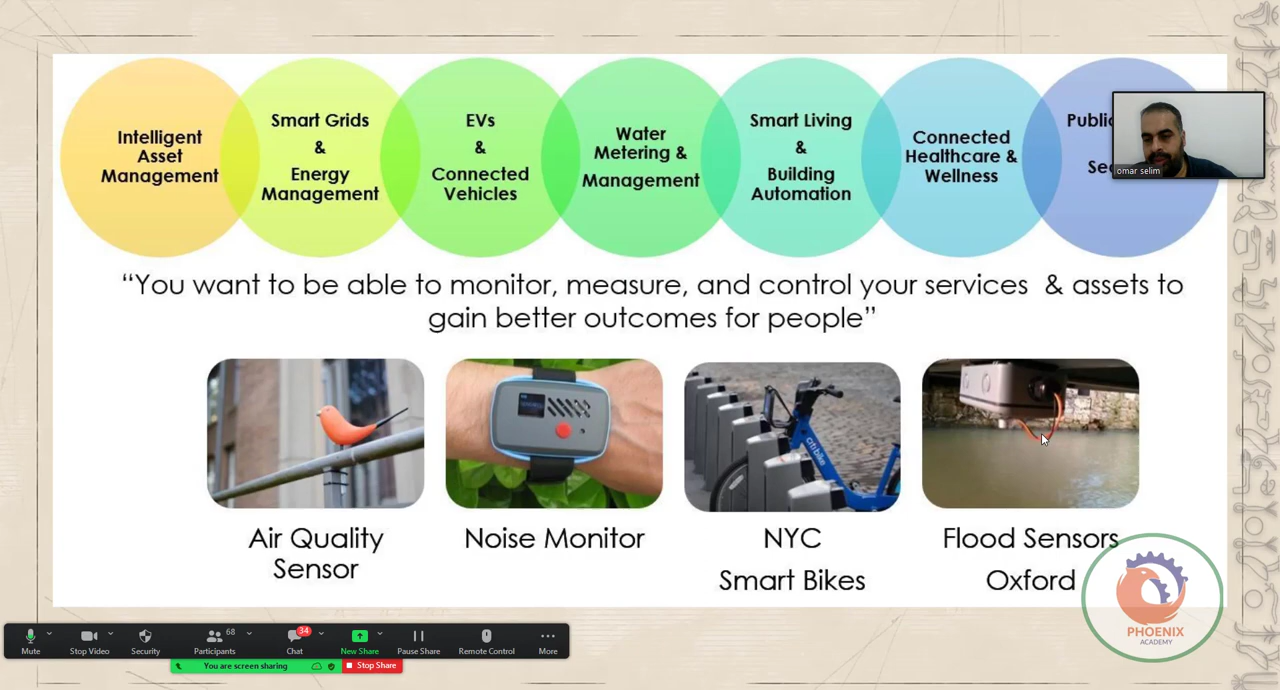 Intelligent
Asset
Management
Smart Grids
&
Energy
Management
EVs
&
Connected
Vehicles
Water
Metering &
Management
Smart Living
&
Building
Automation
Connected
Healthcare &
Wellness
omar selim
“You want to be able to monitor, measure, and control your services & assets to
gain better outcomes for people”
citibike
Air Quality
Sensor
Noise Monitor
NYC
Smart Bikes
Flood Sensors
Oxford
PHOENIX
ACADEMY
68
34
Mute
Stop Video
Security
Participants
Chat
New Share
Pause Share
Remote Control
More
You are screen sharing
Stop Share